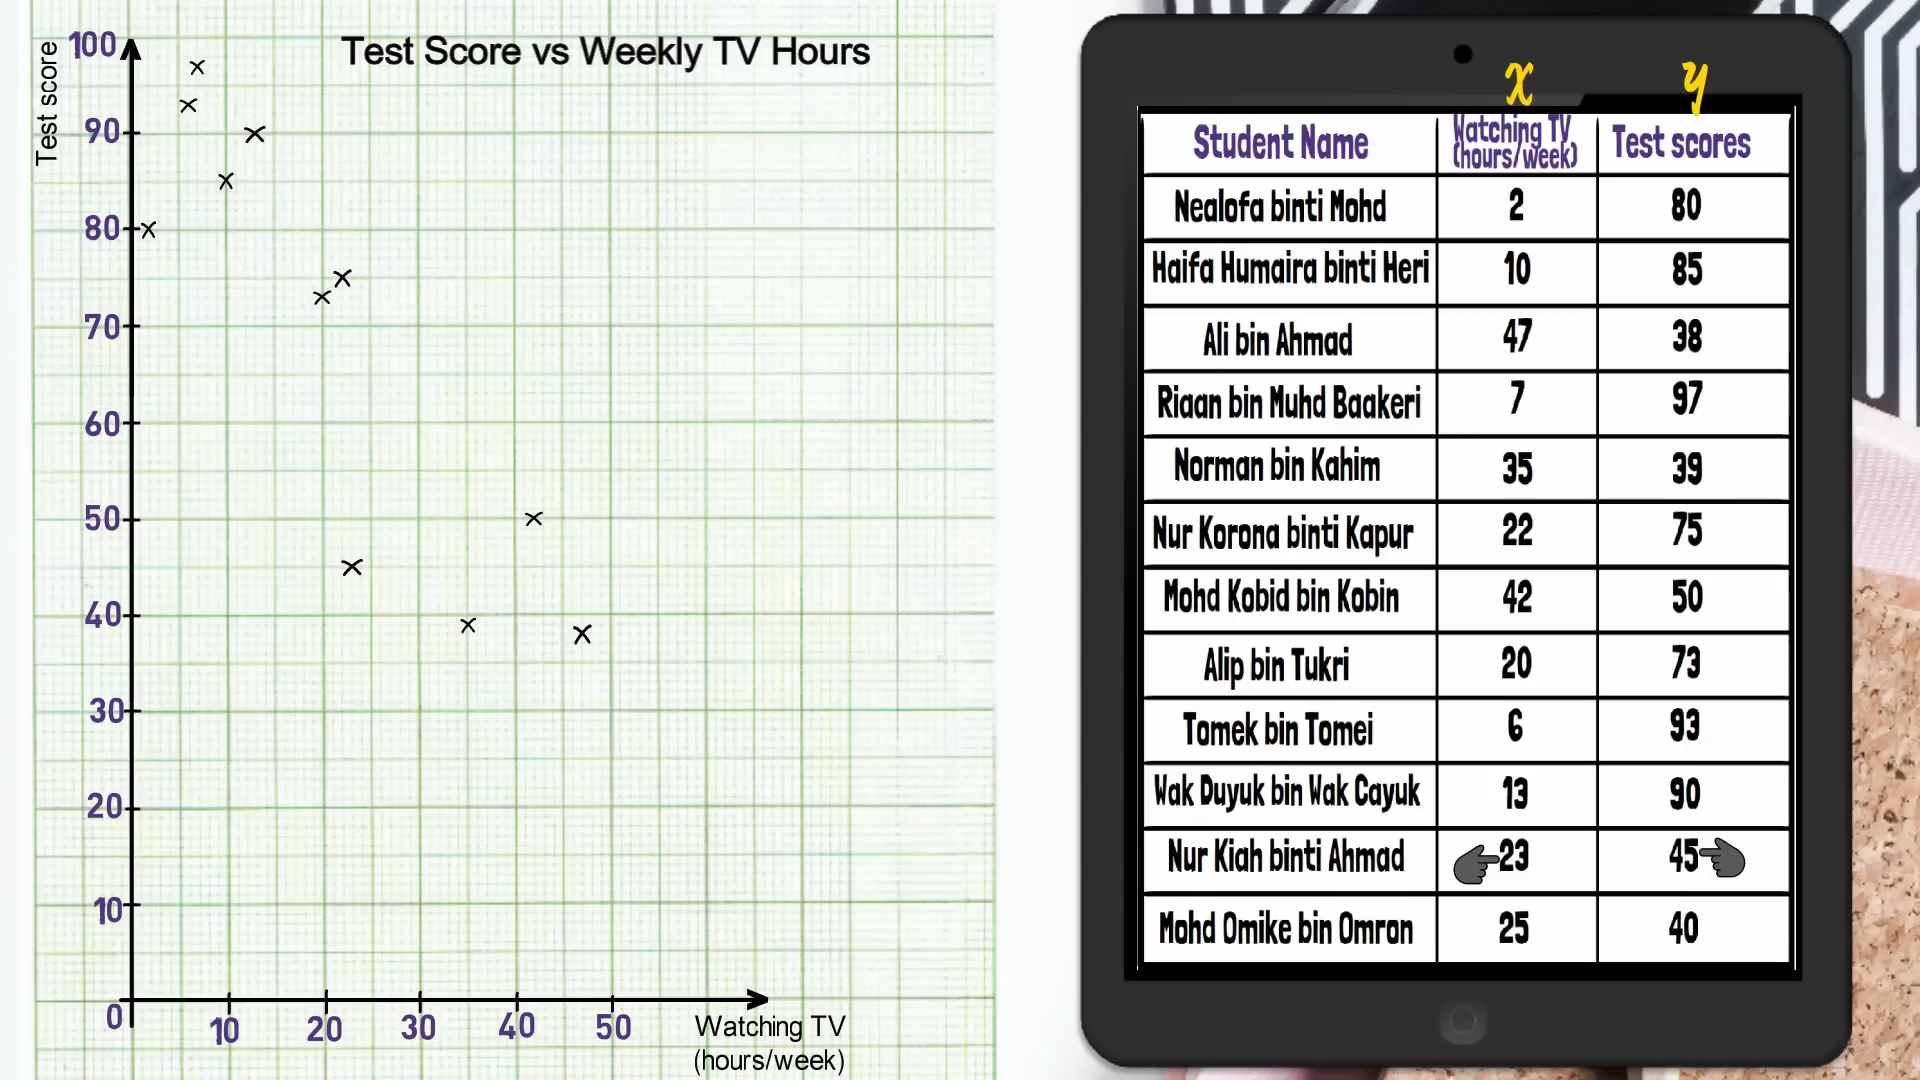 Test Score vs Weekly TV Hours
Test score
100
90
80
70
60
50
40
30
20
10
0
10 20 30 40 50
Watching TV
(hours/week)
x y
Student Name Watching TV (hours/week) Test scores
Nealofa binti Mohd 2 80
Haifa Humaira binti Heri 10 85
Ali bin Ahmad 47 38
Riaan bin Muhd Baakeri 7 97
Norman bin Kahim 35 39
Nur Korona binti Kapur 22 75
Mohd Kobid bin Kobin 42 50
Alip bin Tukri 20 73
Tomek bin Tomei 6 93
Wak Duyuk bin Wak Cayuk 13 90
Nur Kiah binti Ahmad 23 45
Mohd Omike bin Omron 25 40